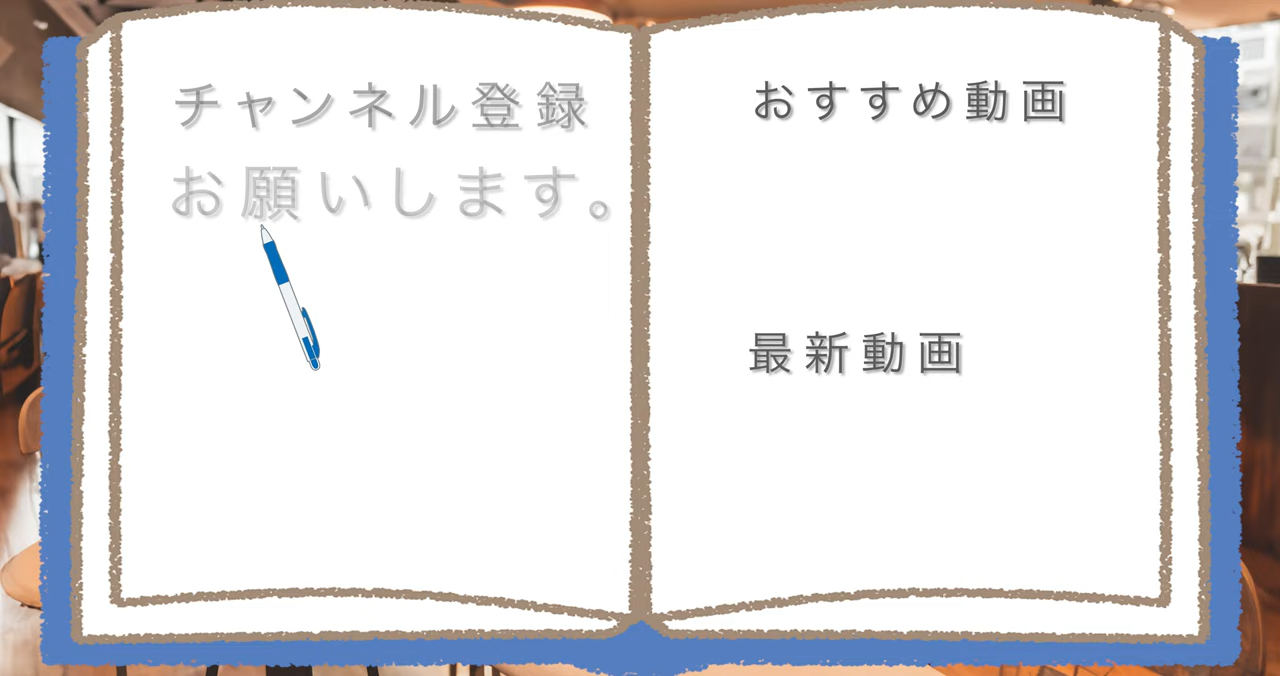 チャンネル登録
お願いします。
おすすめ動画
最新動画